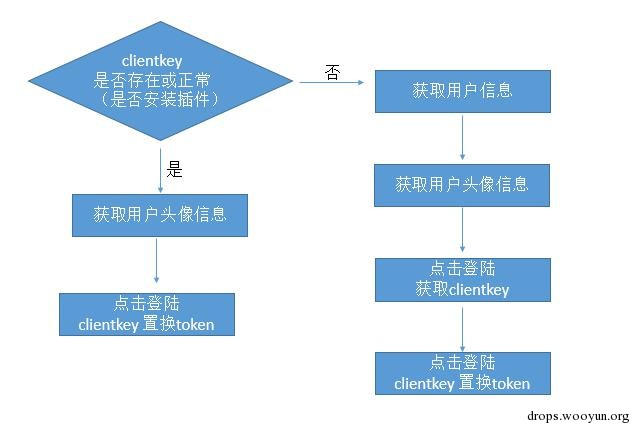 clientkey
是否存在或正常
（是否安装插件）
否
获取用户信息
是
获取用户头像信息
获取用户头像信息
点击登陆
获取clientkey
点击登陆
clientkey 置换token
点击登陆
clientkey 置换token
drops.wooyun.org